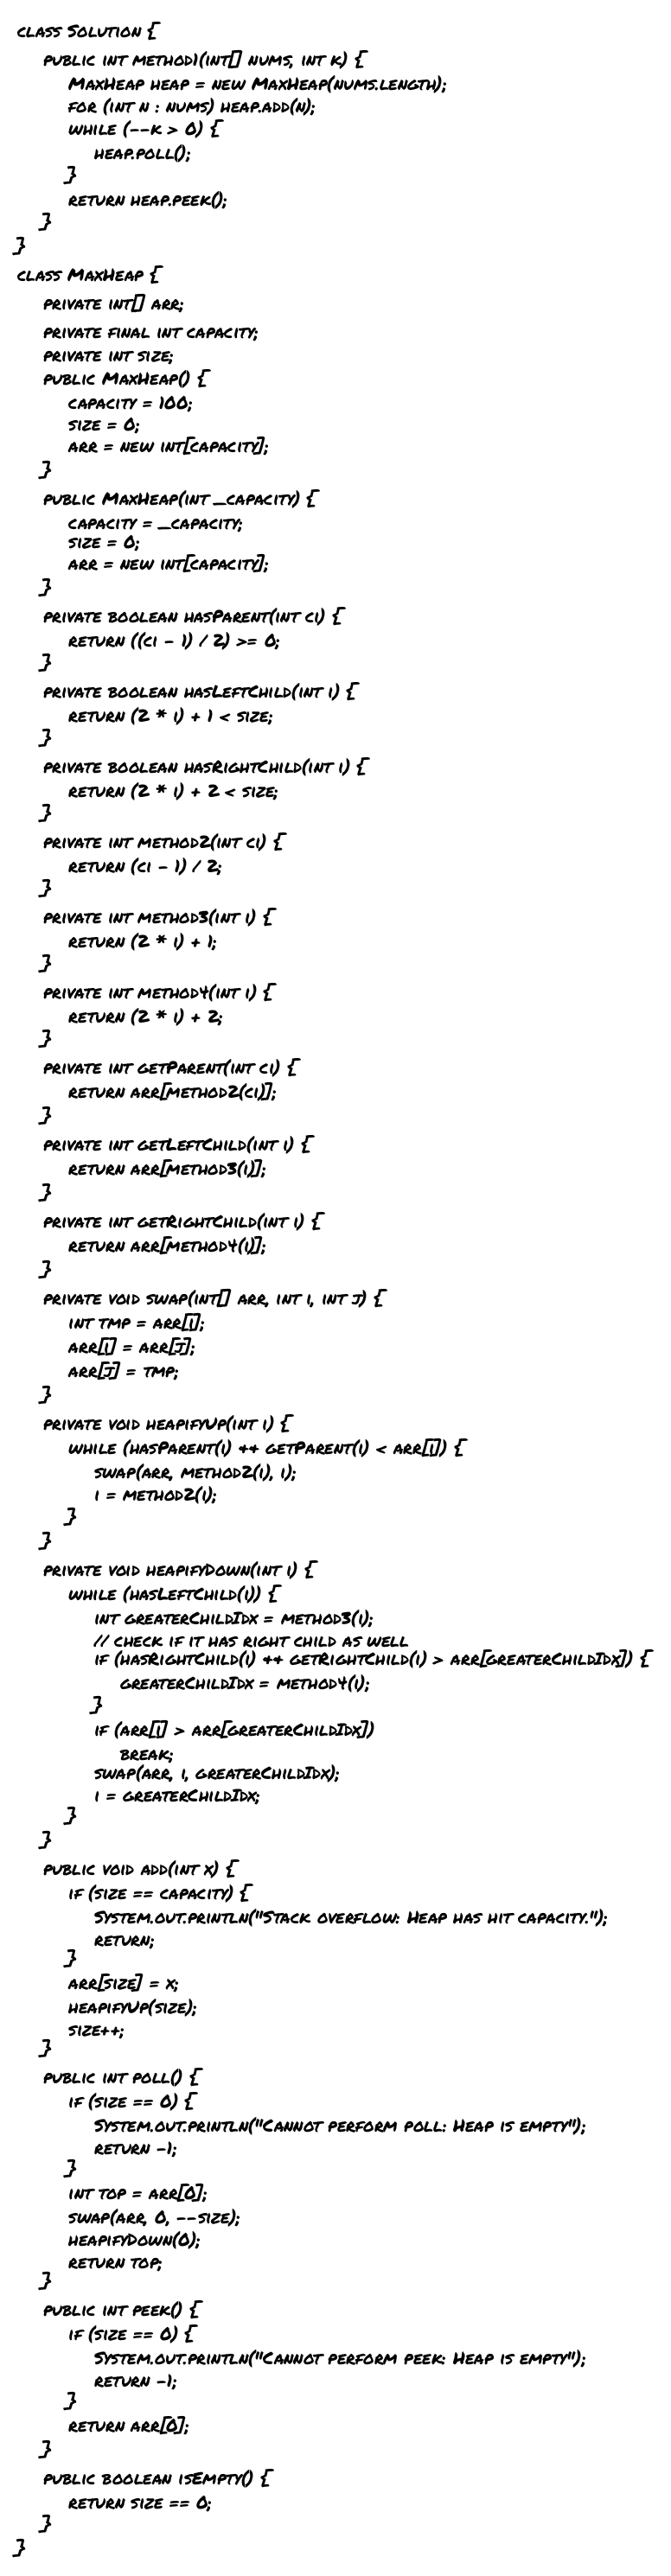 class Solution {
public int method1(int[] nums, int k) {
MaxHeap heap = new MaxHeap(nums.length);
for (int n : nums) heap.add(n);
while (--k > 0) {
heap.poll();
}
return heap.peek();
}
}
class MaxHeap {
private int[] arr;
private final int capacity;
private int size;
public MaxHeap() {
capacity = 100;
size = 0;
arr = new int[capacity];
}
public MaxHeap(int _capacity) {
capacity = _capacity;
size = 0;
arr = new int[capacity];
}
private boolean hasParent(int ci) {
return ((ci - 1) / 2) >= 0;
}
private boolean hasLeftChild(int i) {
return (2 * i) + 1 < size;
}
private boolean hasRightChild(int i) {
return (2 * i) + 2 < size;
}
private int method2(int ci) {
return (ci - 1) / 2;
}
private int method3(int i) {
return (2 * i) + 1;
}
private int method4(int i) {
return (2 * i) + 2;
}
private int getParent(int ci) {
return arr[method2(ci)];
}
private int getLeftChild(int i) {
return arr[method3(i)];
}
private int getRightChild(int i) {
return arr[method4(i)];
}
private void swap(int[] arr, int i, int j) {
int tmp = arr[i];
arr[i] = arr[j];
arr[j] = tmp;
}
private void heapifyUp(int i) {
while (hasParent(i) && getParent(i) < arr[i]) {
swap(arr, method2(i), i);
i = method2(i);
}
}
private void heapifyDown(int i) {
while (hasLeftChild(i)) {
int greaterChildIdx = method3(i);
// check if it has right child as well
if (hasRightChild(i) && getRightChild(i) > arr[greaterChildIdx]) {
greaterChildIdx = method4(i);
}
if (arr[i] > arr[greaterChildIdx])
break;
swap(arr, i, greaterChildIdx);
i = greaterChildIdx;
}
}
public void add(int x) {
if (size == capacity) {
System.out.println("Stack overflow: Heap has hit capacity.");
return;
}
arr[size] = x;
heapifyUp(size);
size++;
}
public int poll() {
if (size == 0) {
System.out.println("Cannot perform poll: Heap is empty");
return -1;
}
int top = arr[0];
swap(arr, 0, --size);
heapifyDown(0);
return top;
}
public int peek() {
if (size == 0) {
System.out.println("Cannot perform peek: Heap is empty");
return -1;
}
return arr[0];
}
public boolean isEmpty() {
return size == 0;
}
}